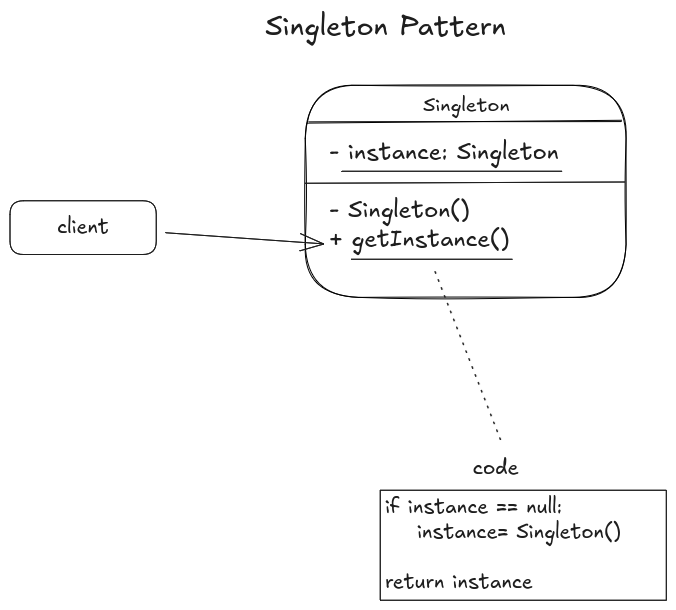 Singleton Pattern
Singleton
- instance: Singleton
- Singleton()
+ getInstance()
client
code
if instance == null:
instance= Singleton()
return instance